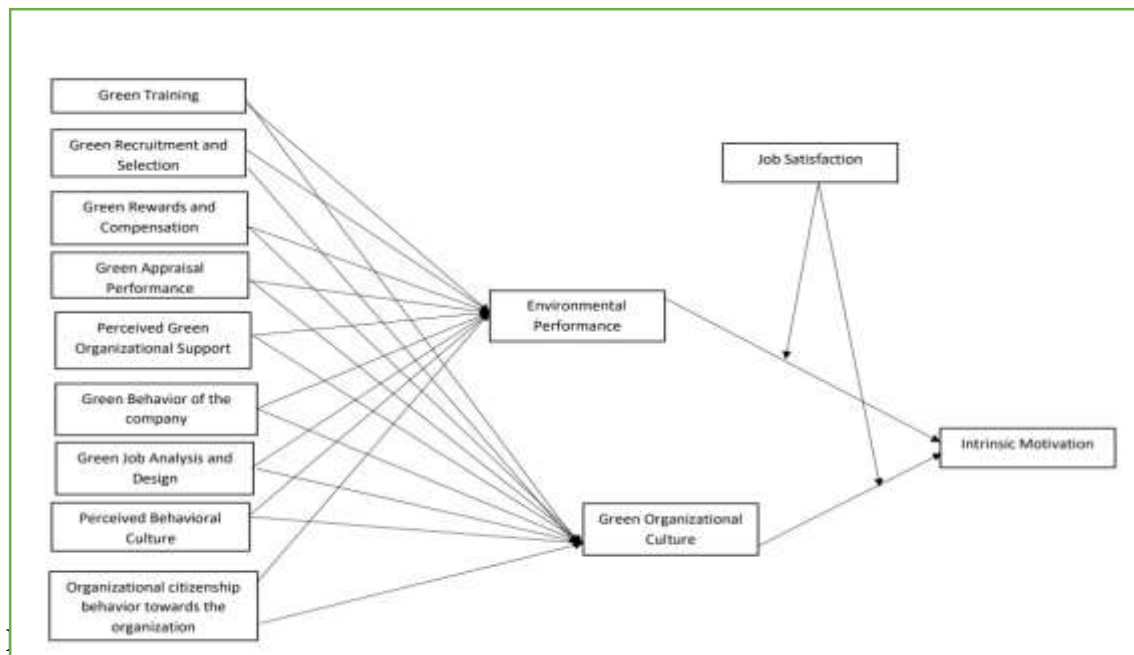 Green Training
Green Recruitment and
Selection
Green Rewards and
Compensation
Green Appraisal
Performance
Perceived Green
Organizational Support
Green Behavior of the
company
Green Job Analysis and
Design
Perceived Behavioral
Culture
Organizational citizenship
behavior towards the
organization
Environmental
Performance
Green Organizational
Culture
Job Satisfaction
Intrinsic Motivation